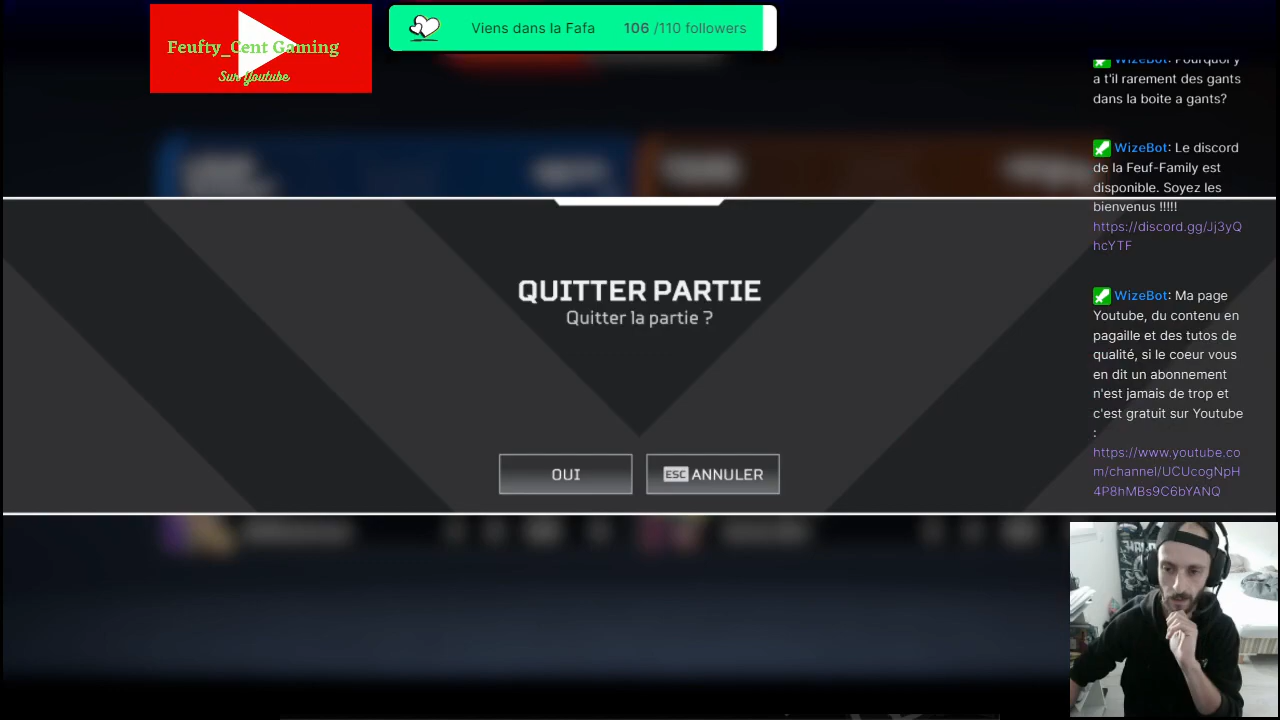 Feufty_Cent Gaming
Sur Youtube
Viens dans la Fafa 106 /110 followers
WizeBot: Pourquoi y
a t'il rarement des gants
dans la boite a gants?
WizeBot: Le discord
de la Feuf-Family est
disponible. Soyez les
bienvenus !!!!!
https://discord.gg/Jj3yQ
hcYTF
WizeBot: Ma page
Youtube, du contenu en
pagaille et des tutos de
qualité, si le coeur vous
en dit un abonnement
n'est jamais de trop et
c'est gratuit sur Youtube
:
https://www.youtube.co
m/channel/UCUcogNpH
4P8hMBs9C6bYANQ
QUITTER PARTIE
Quitter la partie ?
OUI
ESC ANNULER